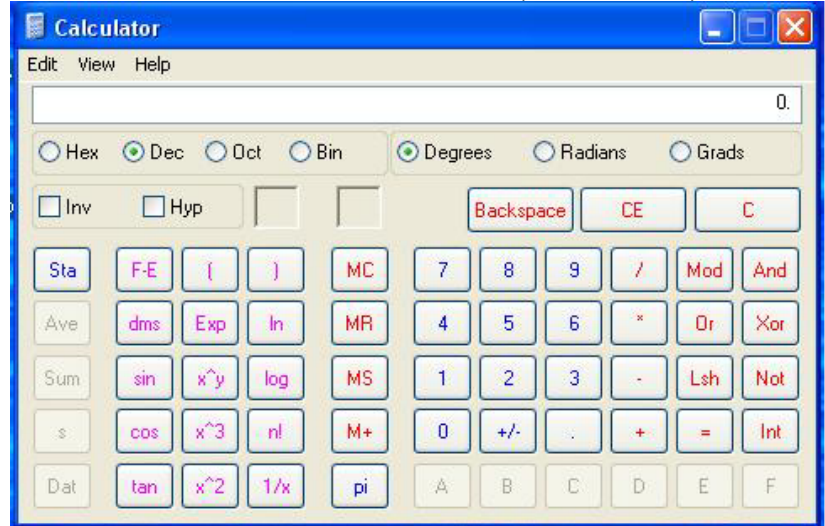 Calculator
Edit View Help
0.
Hex Dec Oct Bin Degrees Radians Grads
Inv Hyp Backspace CE C
Sta F-E ( ) MC 7 8 9 / Mod And
Ave dms Exp ln MR 4 5 6 * Or Xor
Sum sin x^y log MS 1 2 3 - Lsh Not
s cos x^3 n! M+ 0 +/- . + = Int
Dat tan x^2 1/x pi A B C D E F